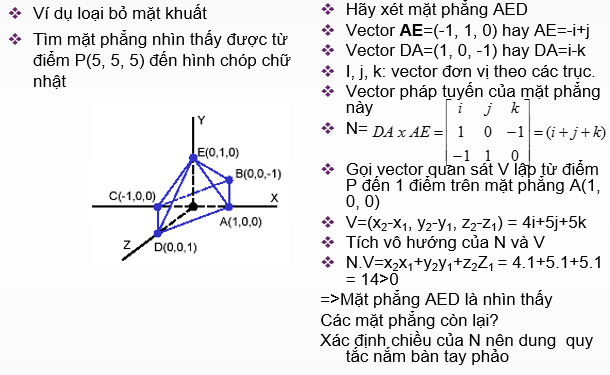 ❖ Ví dụ loại bỏ mặt khuất
❖ Tìm mặt phẳng nhìn thấy được từ
điểm P(5, 5, 5) đến hình chóp chữ
nhật
Y
E(0,1,0)
B(0,0,-1)
C(-1,0,0)
X
A(1,0,0)
Z
D(0,0,1)
❖ Hãy xét mặt phẳng AED
❖ Vector AE=(-1, 1, 0) hay AE=-i+j
❖ Vector DA=(1, 0, -1) hay DA=i-k
❖ I, j, k: vector đơn vị theo các trục.
❖ Vector pháp tuyến của mặt phẳng
này
i j k
❖ N= DA x AE = 1 0 −1 = (i + j + k)
−1 1 0
❖ Gọi vector quan sát V lập từ điểm
P đến 1 điểm trên mặt phẳng A(1,
0, 0)
❖ V=(x₂-x₁, y₂-y₁, z₂-z₁) = 4i+5j+5k
❖ Tích vô hướng của N và V
❖ N.V=x₂x₁+y₂y₁+z₂Z₁ = 4.1+5.1+5.1
= 14>0
=>Mặt phẳng AED là nhìn thấy
Các mặt phẳng còn lại?
Xác định chiều của N nên dung quy
tắc nắm bàn tay phảo